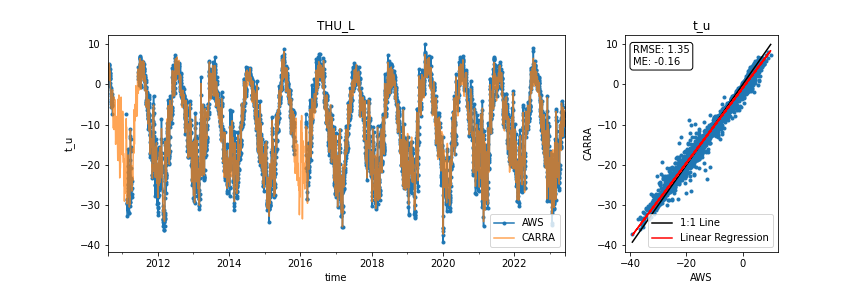 THU_L
t_u
10
0
−10
−20
−30
−40
t_u
2012
2014
2016
2018
2020
2022
time
AWS
CARRA
t_u
RMSE: 1.35
ME: -0.16
10
0
−10
−20
−30
−40
CARRA
−40
−20
0
AWS
1:1 Line
Linear Regression